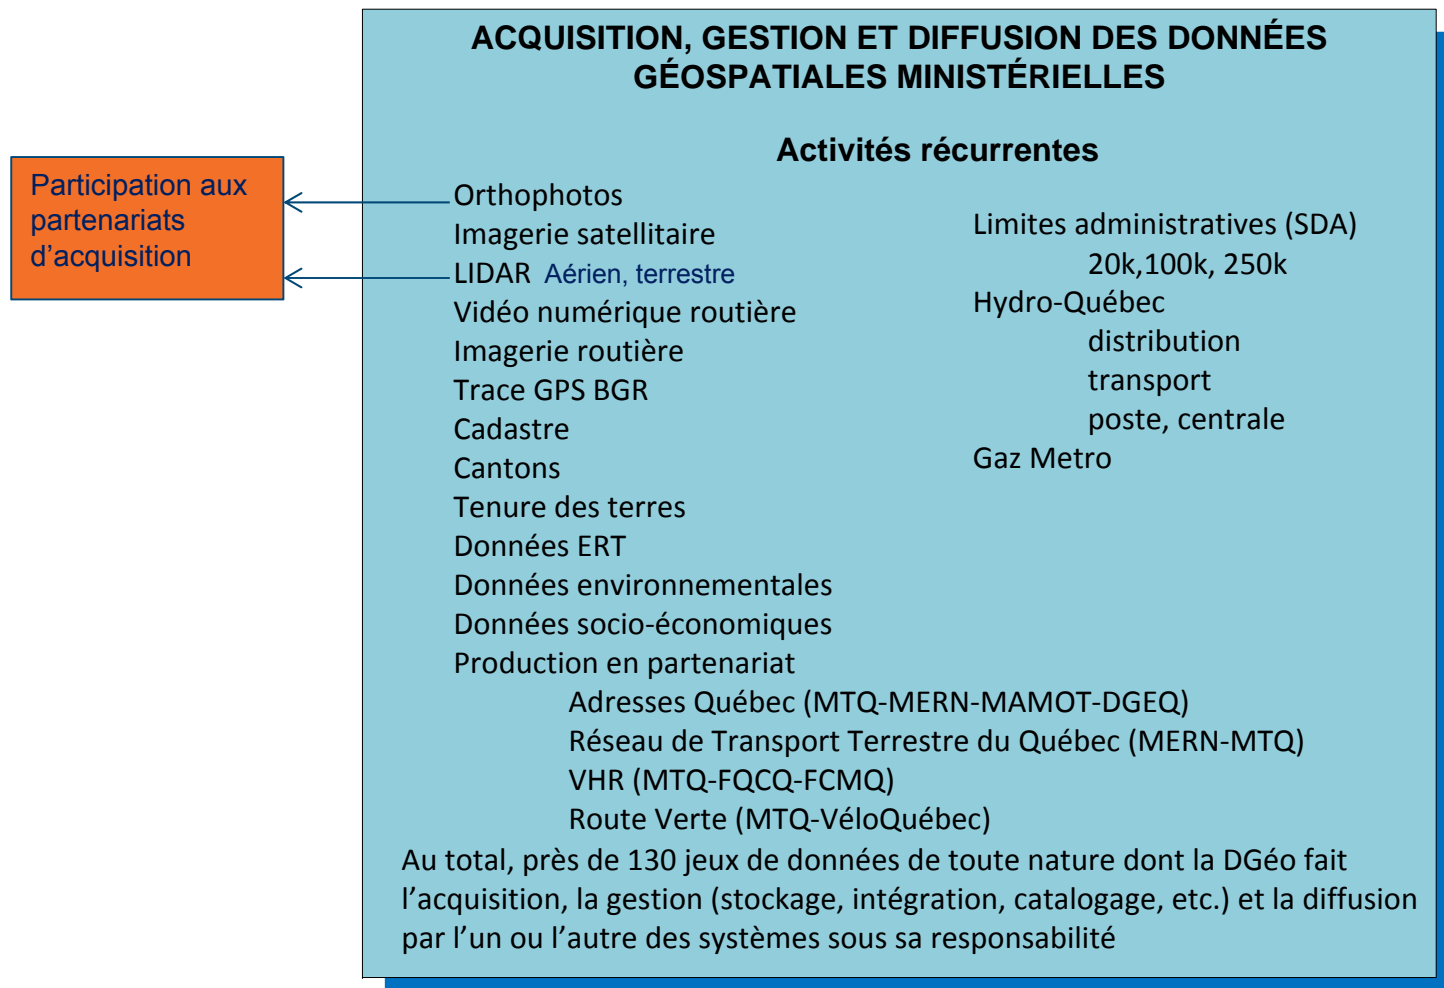 ACQUISITION, GESTION ET DIFFUSION DES DONNÉES
GÉOSPATIALES MINISTÉRIELLES
Activités récurrentes
Participation aux
partenariats
d’acquisition
Orthophotos
Imagerie satellitaire
LIDAR Aérien, terrestre
Vidéo numérique routière
Imagerie routière
Trace GPS BGR
Cadastre
Cantons
Tenure des terres
Données ERT
Données environnementales
Données socio-économiques
Production en partenariat
Adresses Québec (MTQ-MERN-MAMOT-DGEQ)
Réseau de Transport Terrestre du Québec (MERN-MTQ)
VHR (MTQ-FQCQ-FCMQ)
Route Verte (MTQ-VéloQuébec)
Limites administratives (SDA)
20k,100k, 250k
Hydro-Québec
distribution
transport
poste, centrale
Gaz Metro
Au total, près de 130 jeux de données de toute nature dont la DGéo fait
l’acquisition, la gestion (stockage, intégration, catalogage, etc.) et la diffusion
par l’un ou l’autre des systèmes sous sa responsabilité